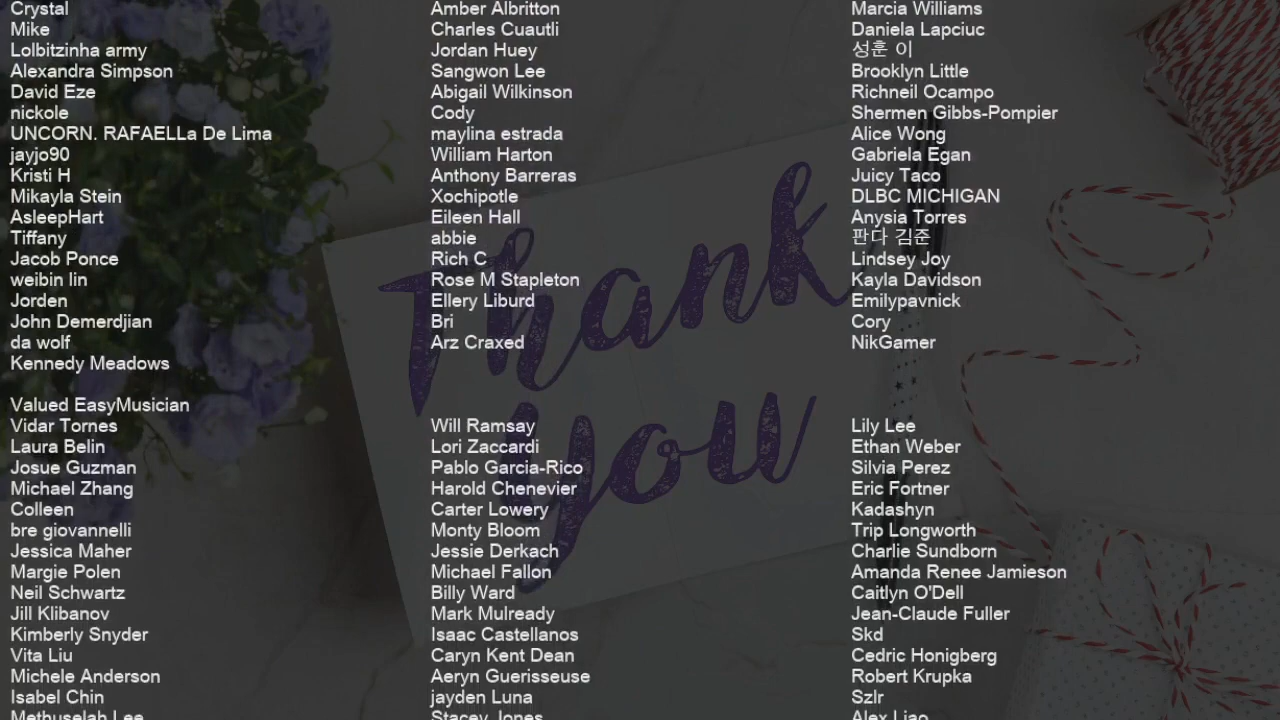 Crystal
Mike
Lolbitzinha army
Alexandra Simpson
David Eze
nickole
UNCORN. RAFAELLa De Lima
jayjo90
Kristi H
Mikayla Stein
AsleepHart
Tiffany
Jacob Ponce
weibin lin
Jorden
John Demerdjian
da wolf
Kennedy Meadows
Amber Albritton
Charles Cuautli
Jordan Huey
Sangwon Lee
Abigail Wilkinson
Cody
maylina estrada
William Harton
Anthony Barreras
Xochipotle
Eileen Hall
abbie
Rich C
Rose M Stapleton
Ellery Liburd
Bri
Arz Craxed
Marcia Williams
Daniela Lapciuc
성훈 이
Brooklyn Little
Richneil Ocampo
Shermen Gibbs-Pompier
Alice Wong
Gabriela Egan
Juicy Taco
DLBC MICHIGAN
Anysia Torres
판다 김준
Lindsey Joy
Kayla Davidson
Emilypavnick
Cory
NikGamer
Valued EasyMusician
Vidar Tornes
Laura Belin
Josue Guzman
Michael Zhang
Colleen
bre giovannelli
Jessica Maher
Margie Polen
Neil Schwartz
Jill Klibanov
Kimberly Snyder
Vita Liu
Michele Anderson
Isabel Chin
Methuselah Lee
Will Ramsay
Lori Zaccardi
Pablo Garcia-Rico
Harold Chenevier
Carter Lowery
Monty Bloom
Jessie Derkach
Michael Fallon
Billy Ward
Mark Mulready
Isaac Castellanos
Caryn Kent Dean
Aeryn Guerisseuse
jayden Luna
Stacey Jones
Lily Lee
Ethan Weber
Silvia Perez
Eric Fortner
Kadashyn
Trip Longworth
Charlie Sundborn
Amanda Renee Jamieson
Caitlyn O'Dell
Jean-Claude Fuller
Skd
Cedric Honigberg
Robert Krupka
Szlr
Alex Liao
Thank
you